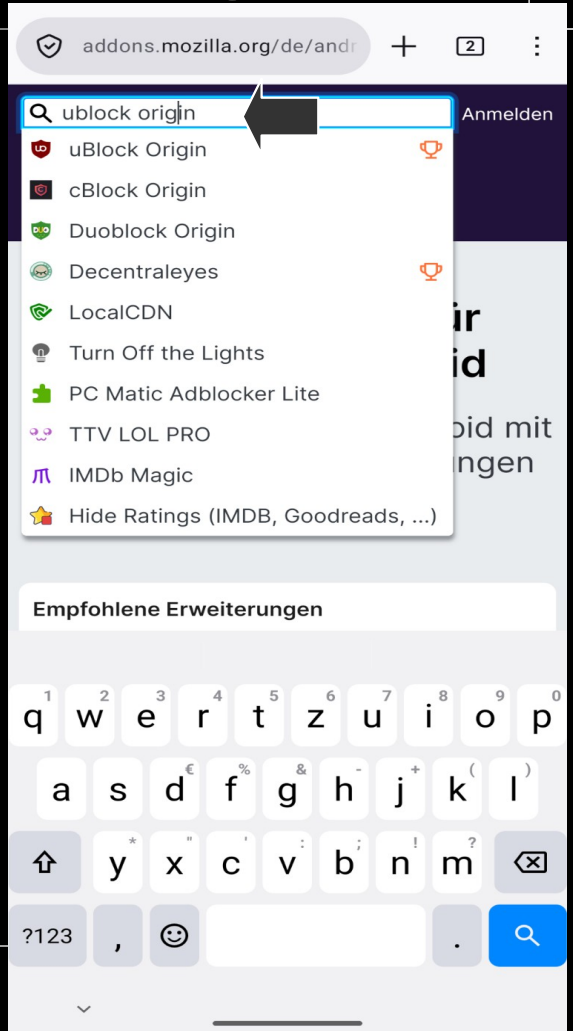 addons.mozilla.org/de/andr
2
ublock origin
Anmelden
uBlock Origin
cBlock Origin
Duoblock Origin
Decentraleyes
LocalCDN
Turn Off the Lights
PC Matic Adblocker Lite
TTV LOL PRO
IMDb Magic
Hide Ratings (IMDB, Goodreads, ...)
ür
id
oid mit
ngen
Empfohlene Erweiterungen
1 2 3 4 5 6 7 8 9 0
q w e r t z u i o p
€ % & - + ( )
a s d f g h j k l
* " ' : ; ! ?
y x c v b n m
?123 , .